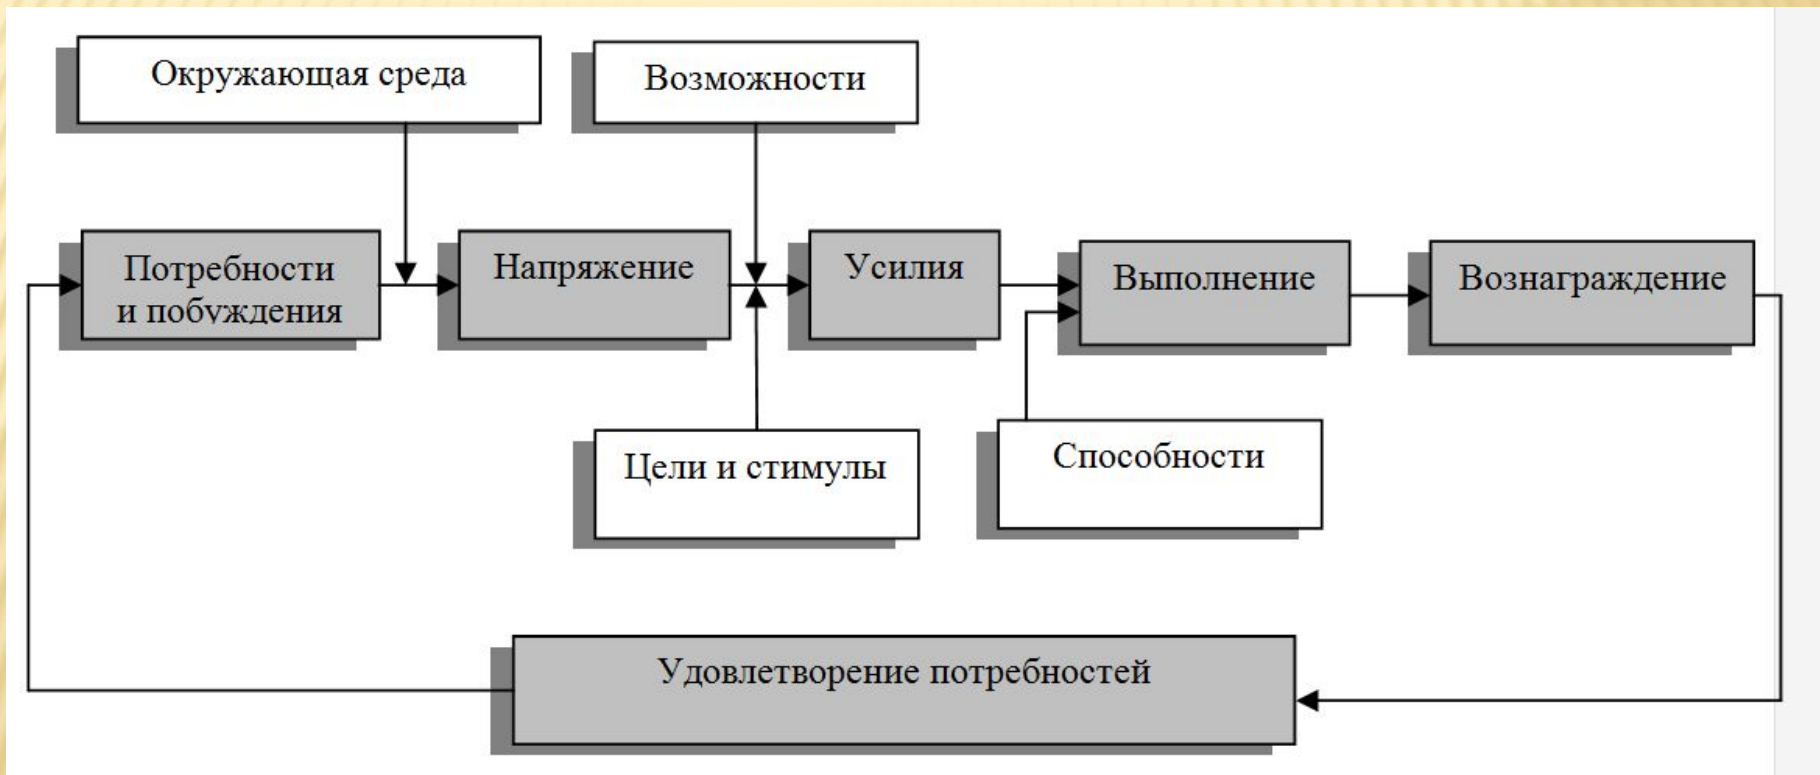 Окружающая среда
Возможности
Потребности
и побуждения
Напряжение
Усилия
Выполнение
Вознаграждение
Цели и стимулы
Способности
Удовлетворение потребностей